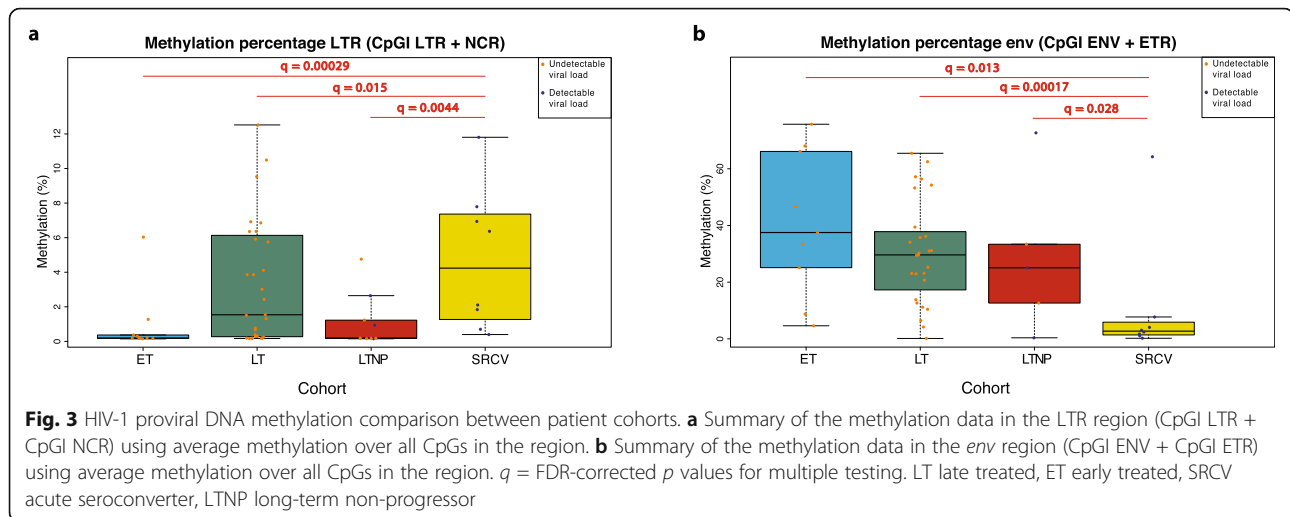 a
Methylation percentage LTR (CpGI LTR + NCR)
Undetectable
viral load
Detectable
viral load
q = 0.00029
q = 0.015
q = 0.0044
Methylation (%)
12
10
8
6
4
2
0
ET
LT
LTNP
SRCV
Cohort
b
Methylation percentage env (CpGI ENV + ETR)
Undetectable
viral load
Detectable
viral load
q = 0.013
q = 0.00017
q = 0.028
Methylation (%)
60
40
20
0
ET
LT
LTNP
SRCV
Cohort
Fig. 3 HIV-1 proviral DNA methylation comparison between patient cohorts. a Summary of the methylation data in the LTR region (CpGI LTR +
CpGI NCR) using average methylation over all CpGs in the region. b Summary of the methylation data in the env region (CpGI ENV + CpGI ETR)
using average methylation over all CpGs in the region. q = FDR-corrected p values for multiple testing. LT late treated, ET early treated, SRCV
acute seroconverter, LTNP long-term non-progressor